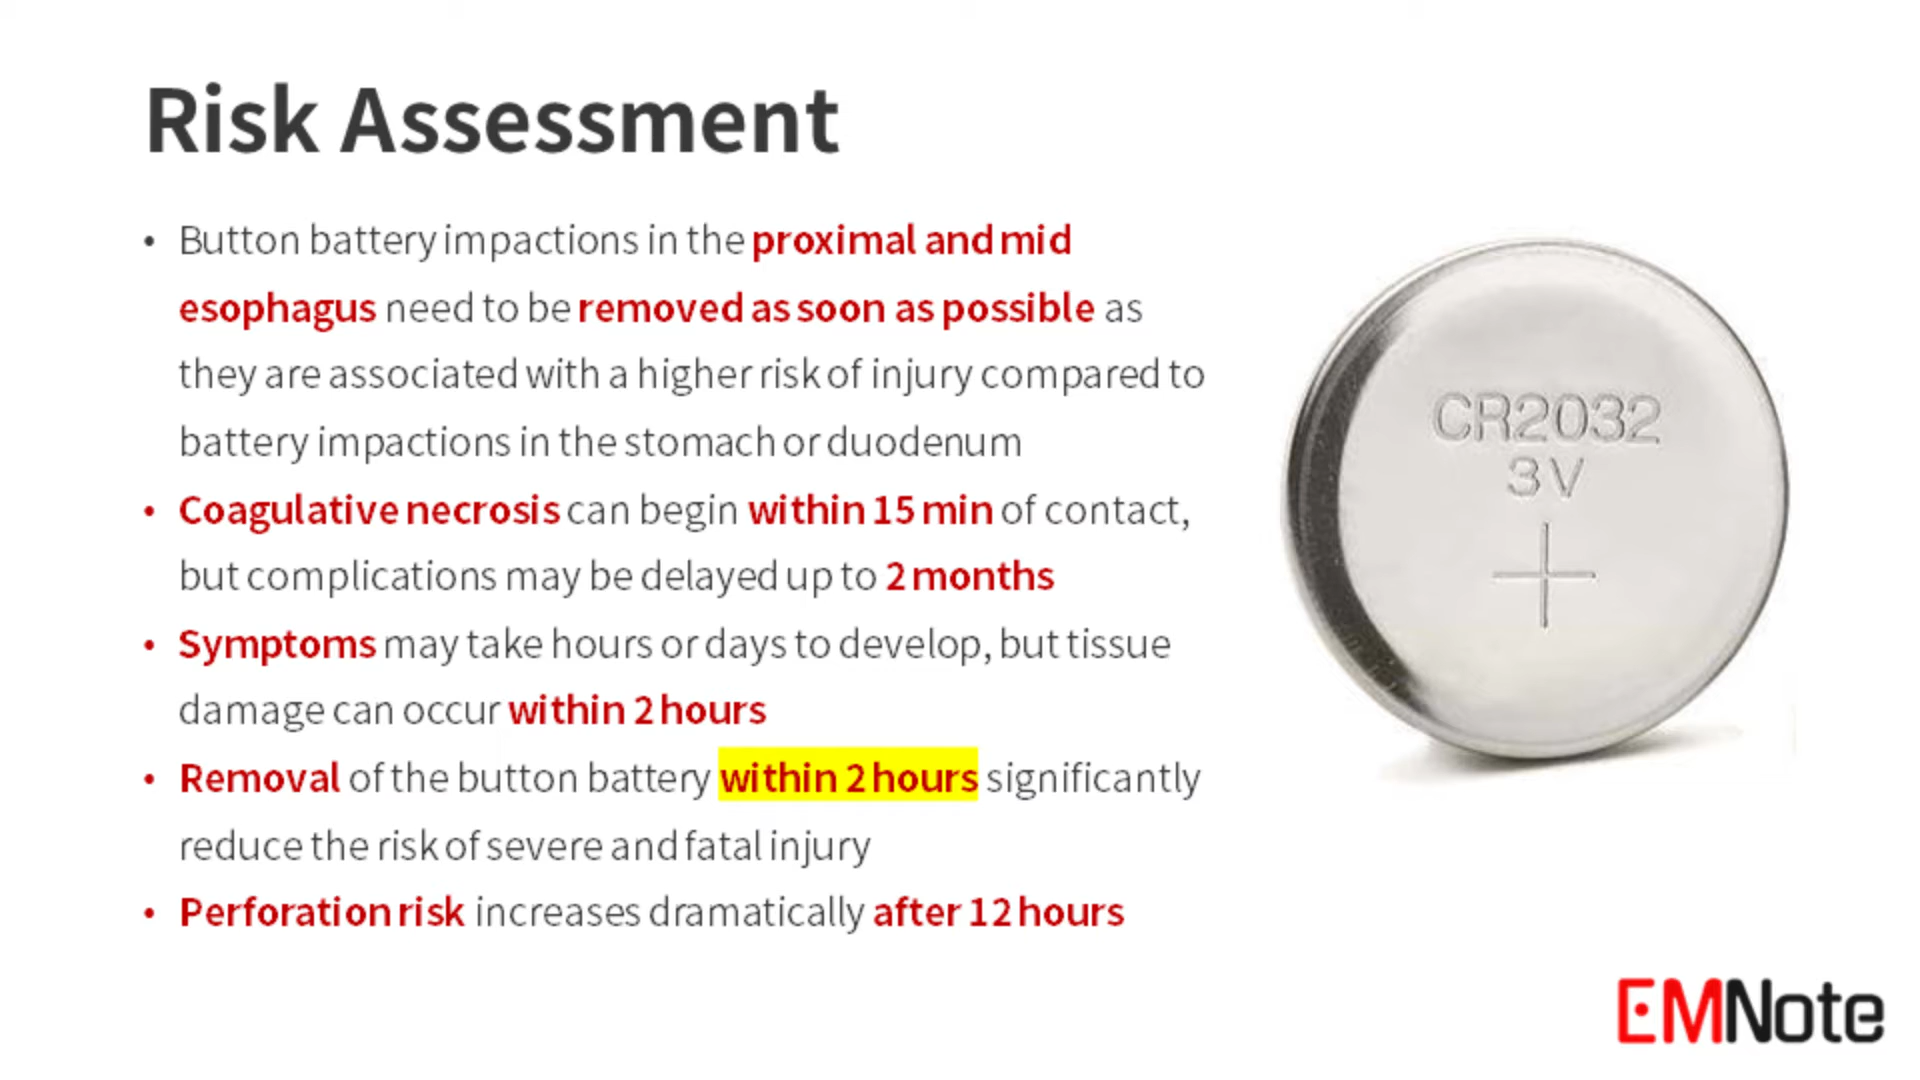 Risk Assessment
• Button battery impactions in the proximal and mid
esophagus need to be removed as soon as possible as
they are associated with a higher risk of injury compared to
battery impactions in the stomach or duodenum
• Coagulative necrosis can begin within 15 min of contact,
but complications may be delayed up to 2 months
• Symptoms may take hours or days to develop, but tissue
damage can occur within 2 hours
• Removal of the button battery within 2 hours significantly
reduce the risk of severe and fatal injury
• Perforation risk increases dramatically after 12 hours
CR2032
3V
+
EMNote